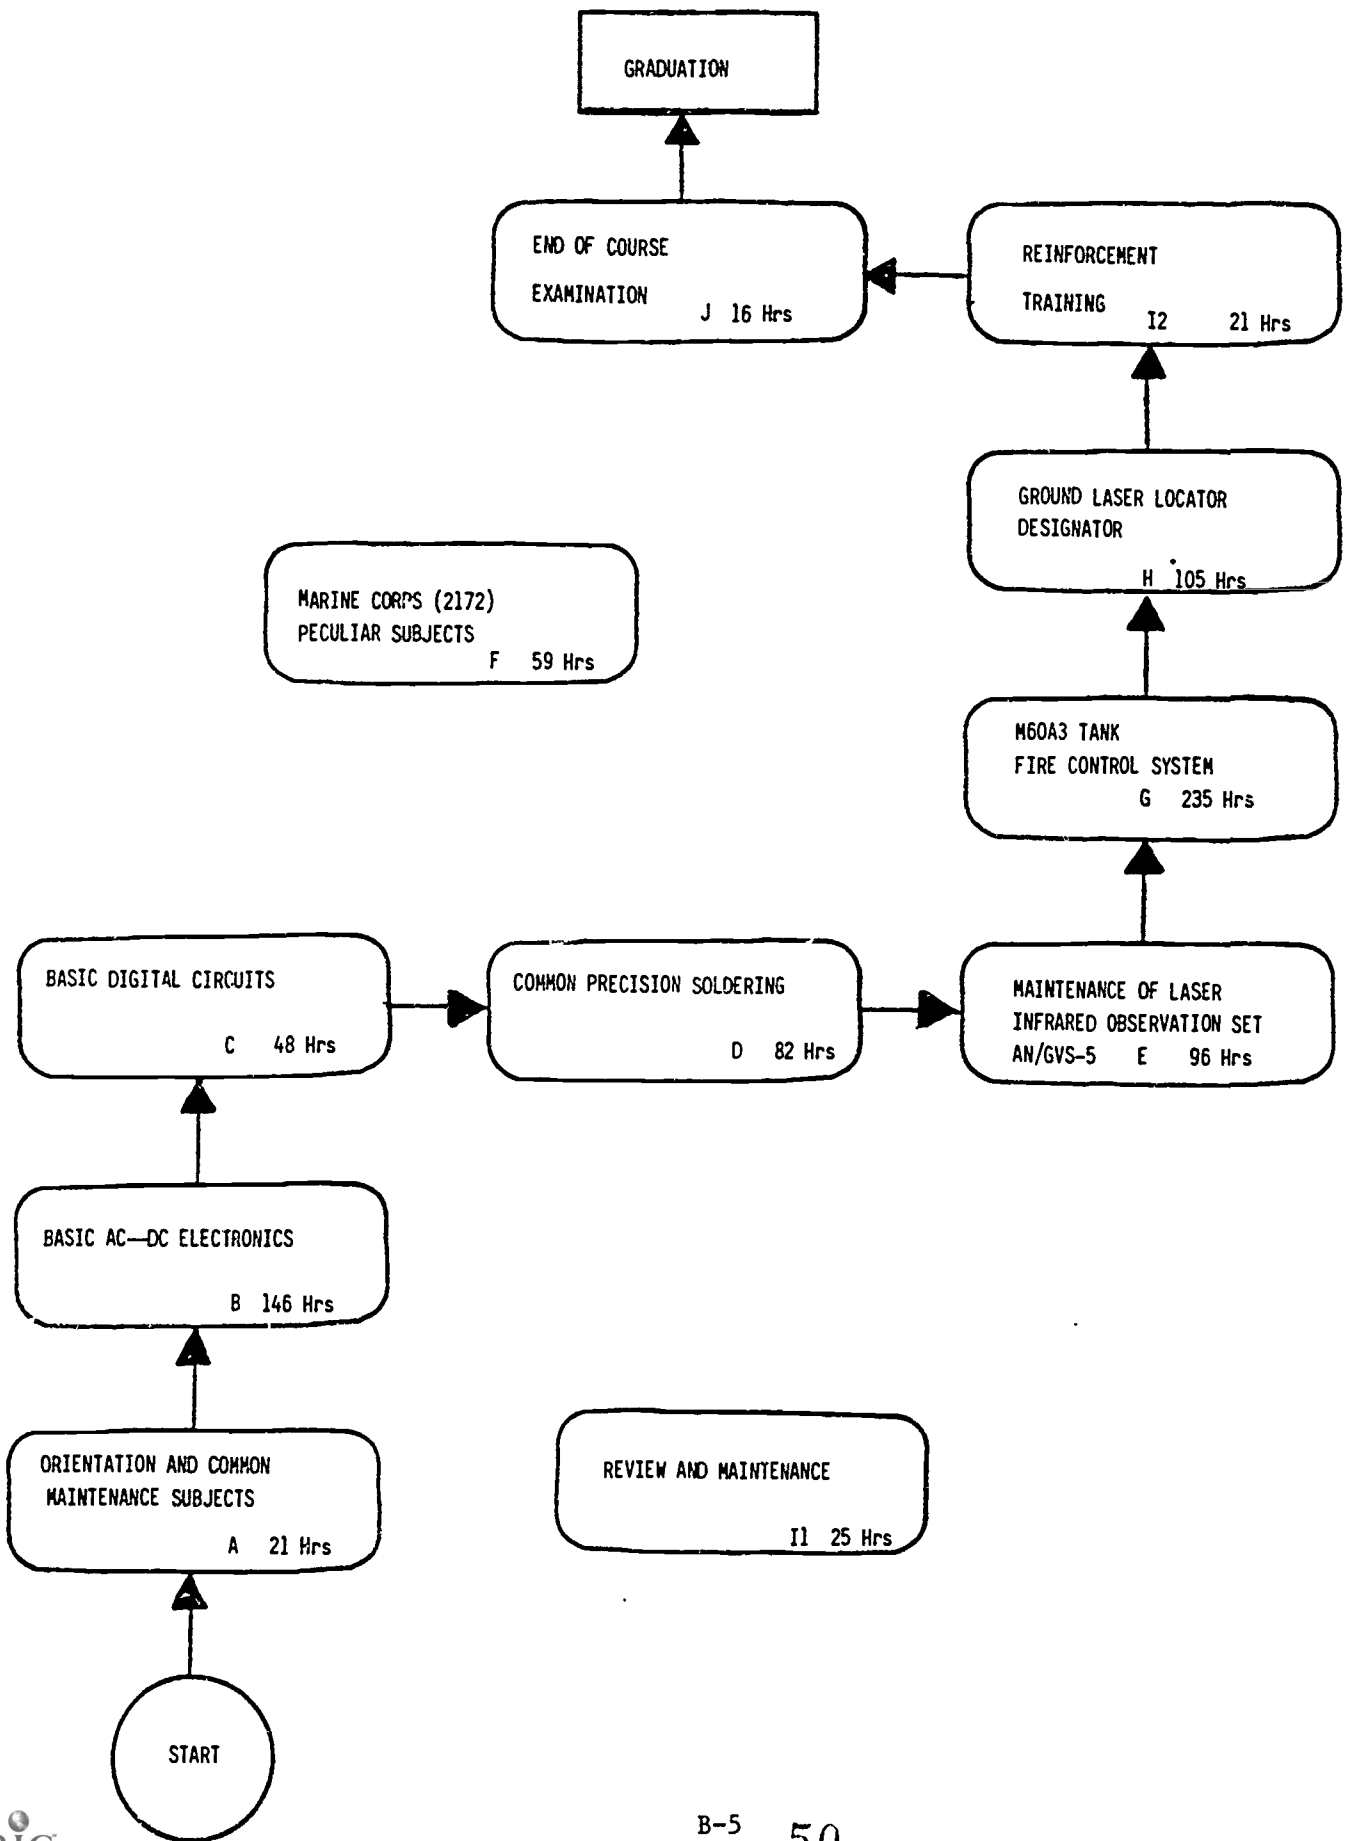 GRADUATION
END OF COURSE
EXAMINATION
J 16 Hrs
REINFORCEMENT
TRAINING
I2 21 Hrs
GROUND LASER LOCATOR
DESIGNATOR
H 105 Hrs
MARINE CORPS (2172)
PECULIAR SUBJECTS
F 59 Hrs
M60A3 TANK
FIRE CONTROL SYSTEM
G 235 Hrs
BASIC DIGITAL CIRCUITS
C 48 Hrs
COMMON PRECISION SOLDERING
D 82 Hrs
MAINTENANCE OF LASER
INFRARED OBSERVATION SET
AN/GVS-5 E 96 Hrs
BASIC AC—DC ELECTRONICS
B 146 Hrs
ORIENTATION AND COMMON
MAINTENANCE SUBJECTS
A 21 Hrs
REVIEW AND MAINTENANCE
I1 25 Hrs
START
B-5